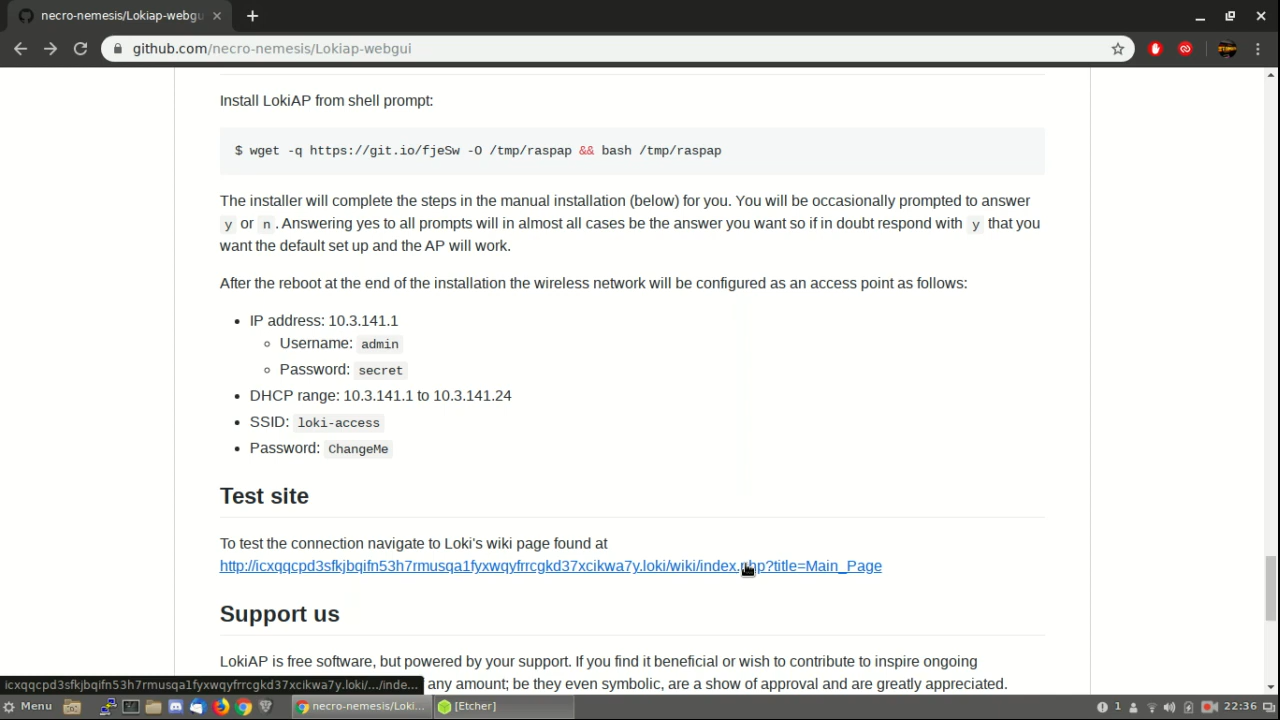 necro-nemesis/Lokiap-webgu
github.com/necro-nemesis/Lokiap-webgui
Install LokiAP from shell prompt:
$ wget -q https://git.io/fjeSw -O /tmp/raspap && bash /tmp/raspap
The installer will complete the steps in the manual installation (below) for you. You will be occasionally prompted to answer
y or n . Answering yes to all prompts will in almost all cases be the answer you want so if in doubt respond with y that you
want the default set up and the AP will work.
After the reboot at the end of the installation the wireless network will be configured as an access point as follows:
IP address: 10.3.141.1
Username: admin
Password: secret
DHCP range: 10.3.141.1 to 10.3.141.24
SSID: loki-access
Password: ChangeMe
Test site
To test the connection navigate to Loki's wiki page found at
http://icxqqcpd3sfkjbqifn53h7rmusqa1fyxwqyfrrcgkd37xcikwa7y.loki/wiki/index.php?title=Main_Page
Support us
LokiAP is free software, but powered by your support. If you find it beneficial or wish to contribute to inspire ongoing
any amount; be they even symbolic, are a show of approval and are greatly appreciated.
icxqqcpd3sfkjbqifn53h7rmusqa1fyxwqyfrrcgkd37xcikwa7y.loki/.../inde...
Menu
necro-nemesis/Loki...
[Etcher]
1
22:36